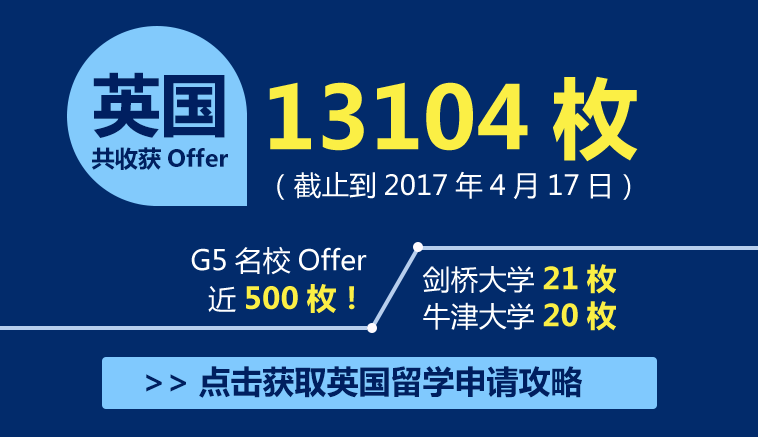 英国
共收获 Offer
13104 枚
（截止到 2017 年 4 月 17 日）
G5 名校 Offer
近 500 枚！
剑桥大学 21 枚
牛津大学 20 枚
>> 点击获取英国留学申请攻略